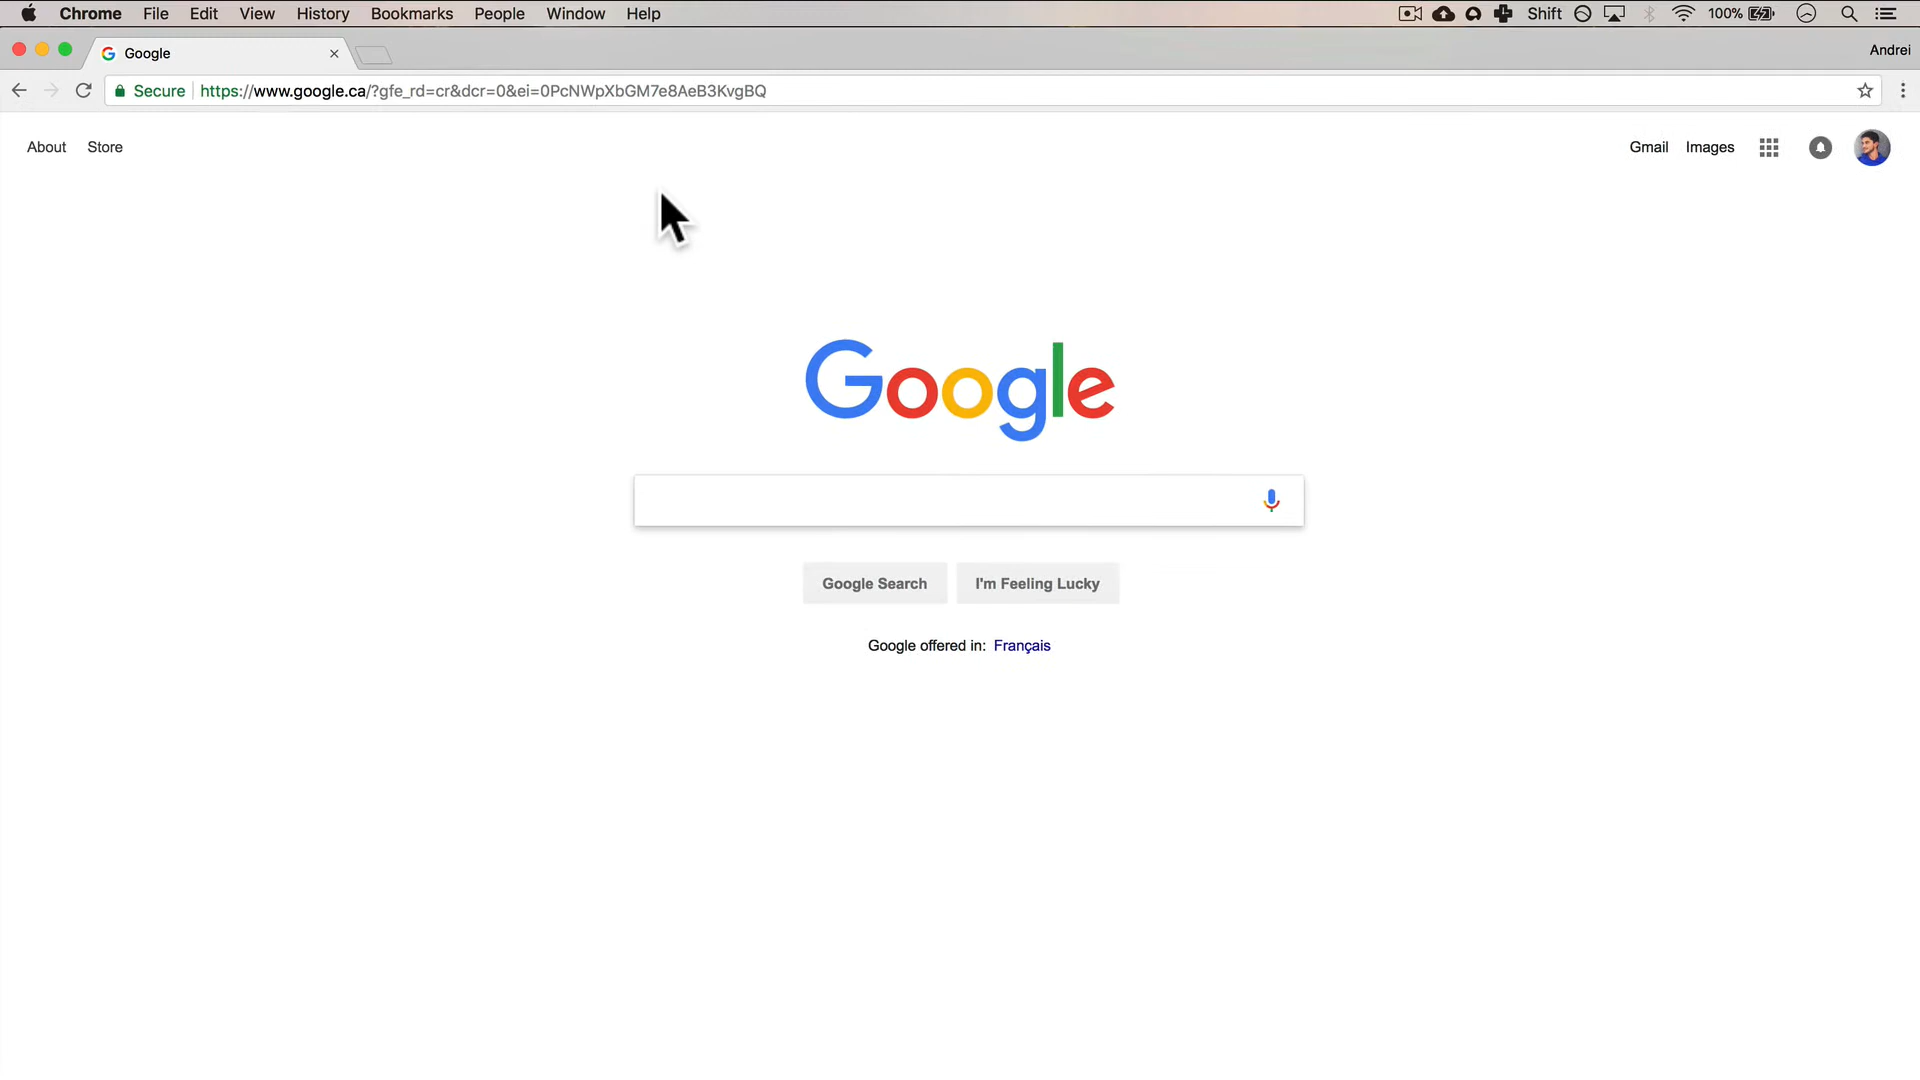 Chrome File Edit View History Bookmarks People Window Help Shift 100%
Google Andrei
Secure https://www.google.ca/?gfe_rd=cr&dcr=0&ei=0PcNWpXbGM7e8AeB3KvgBQ
About Store Gmail Images
Google
Google Search I'm Feeling Lucky
Google offered in: Français